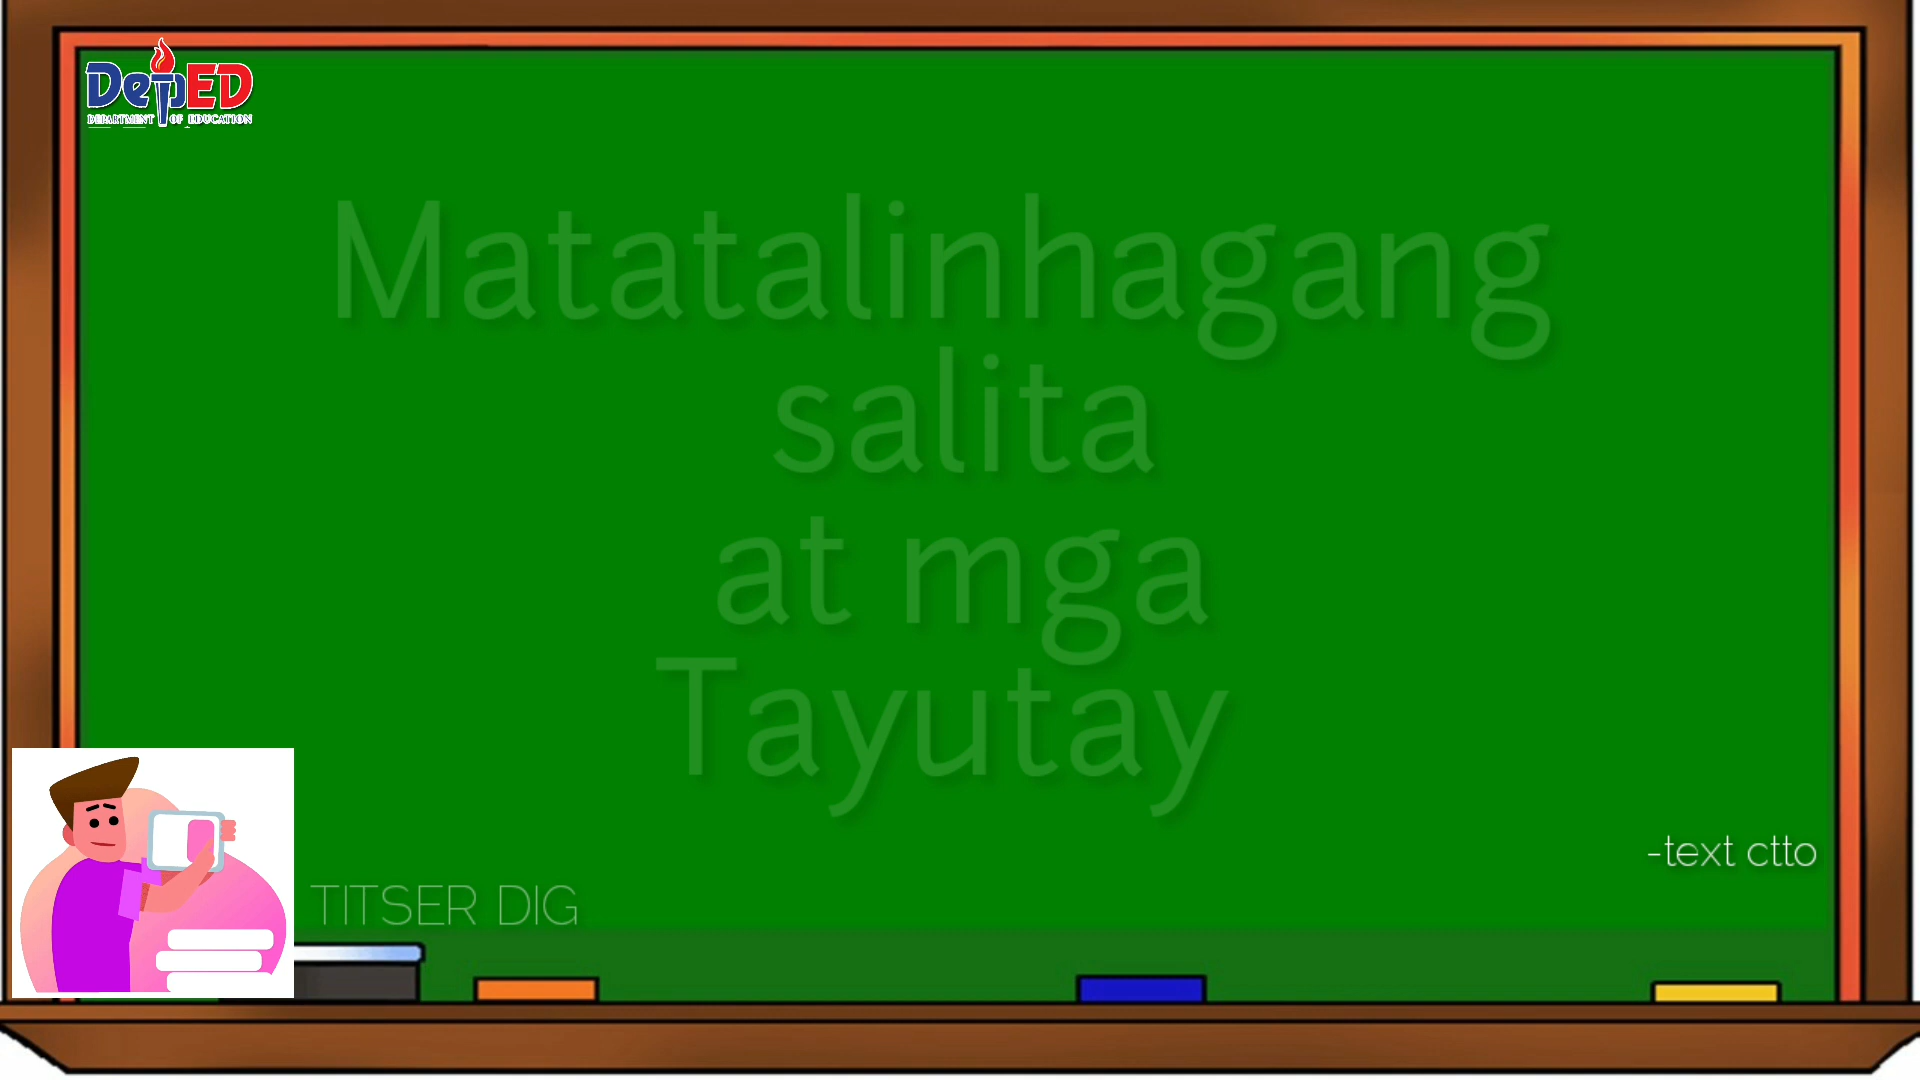 DepED
DEPARTMENT OF EDUCATION
Matatalinhagang
salita
at mga
Tayutay
-text ctto
TITSER DIG